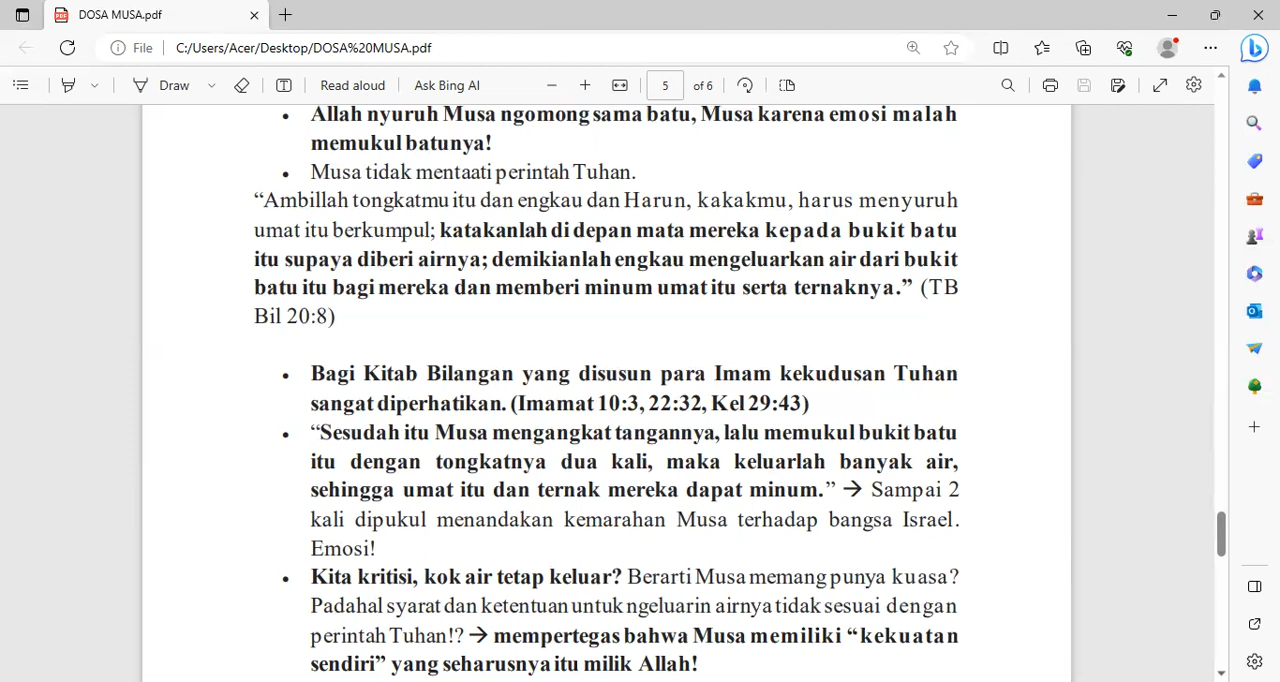 DOSA MUSA.pdf
File C:/Users/Acer/Desktop/DOSA%20MUSA.pdf
Draw Read aloud Ask Bing AI 5 of 6
• Allah nyuruh Musa ngomong sama batu, Musa karena emosi malah
memukul batunya!
• Musa tidak mentaati perintah Tuhan.
“Ambillah tongkatmu itu dan engkau dan Harun, kakakmu, harus menyuruh
umat itu berkumpul; katakanlah di depan mata mereka kepada bukit batu
itu supaya diberi airnya; demikianlah engkau mengeluarkan air dari bukit
batu itu bagi mereka dan memberi minum umat itu serta ternaknya.” (TB
Bil 20:8)
• Bagi Kitab Bilangan yang disusun para Imam kekudusan Tuhan
sangat diperhatikan. (Imamat 10:3, 22:32, Kel 29:43)
• “Sesudah itu Musa mengangkat tangannya, lalu memukul bukit batu
itu dengan tongkatnya dua kali, maka keluarlah banyak air,
sehingga umat itu dan ternak mereka dapat minum.” → Sampai 2
kali dipukul menandakan kemarahan Musa terhadap bangsa Israel.
Emosi!
• Kita kritisi, kok air tetap keluar? Berarti Musa memang punya kuasa?
Padahal syarat dan ketentuan untuk ngeluarin airnya tidak sesuai dengan
perintah Tuhan!? → mempertegas bahwa Musa memiliki “kekuatan
sendiri” yang seharusnya itu milik Allah!